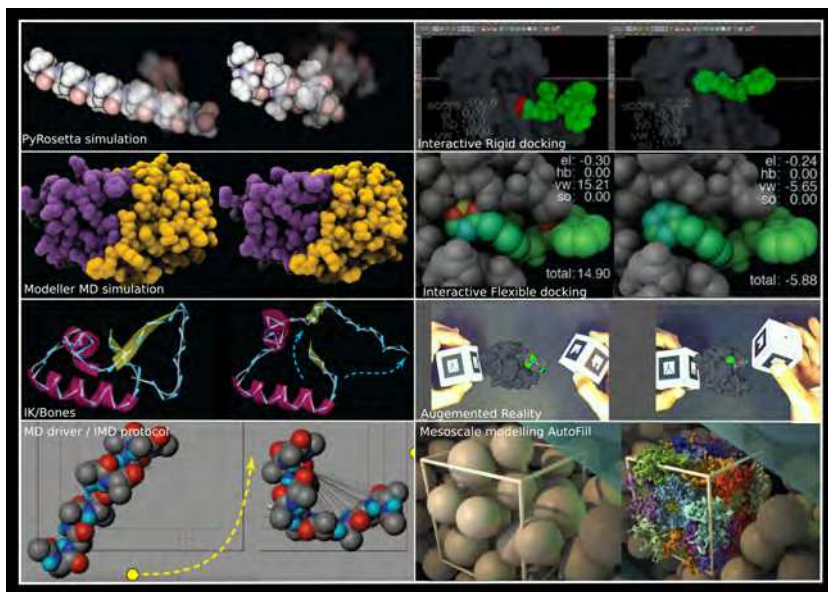 PyRosetta simulation
Interactive Rigid docking
Modeller MD simulation
el: -0.30
hb: 0.00
vw: 15.21
so: 0.00
total: 14.90
el: -0.24
hb: 0.00
vw: -5.65
so: 0.00
total: -5.88
Interactive Flexible docking
IK/Bones
Augmented Reality
MD driver / IMD protocol
Mesoscale modelling AutoFill